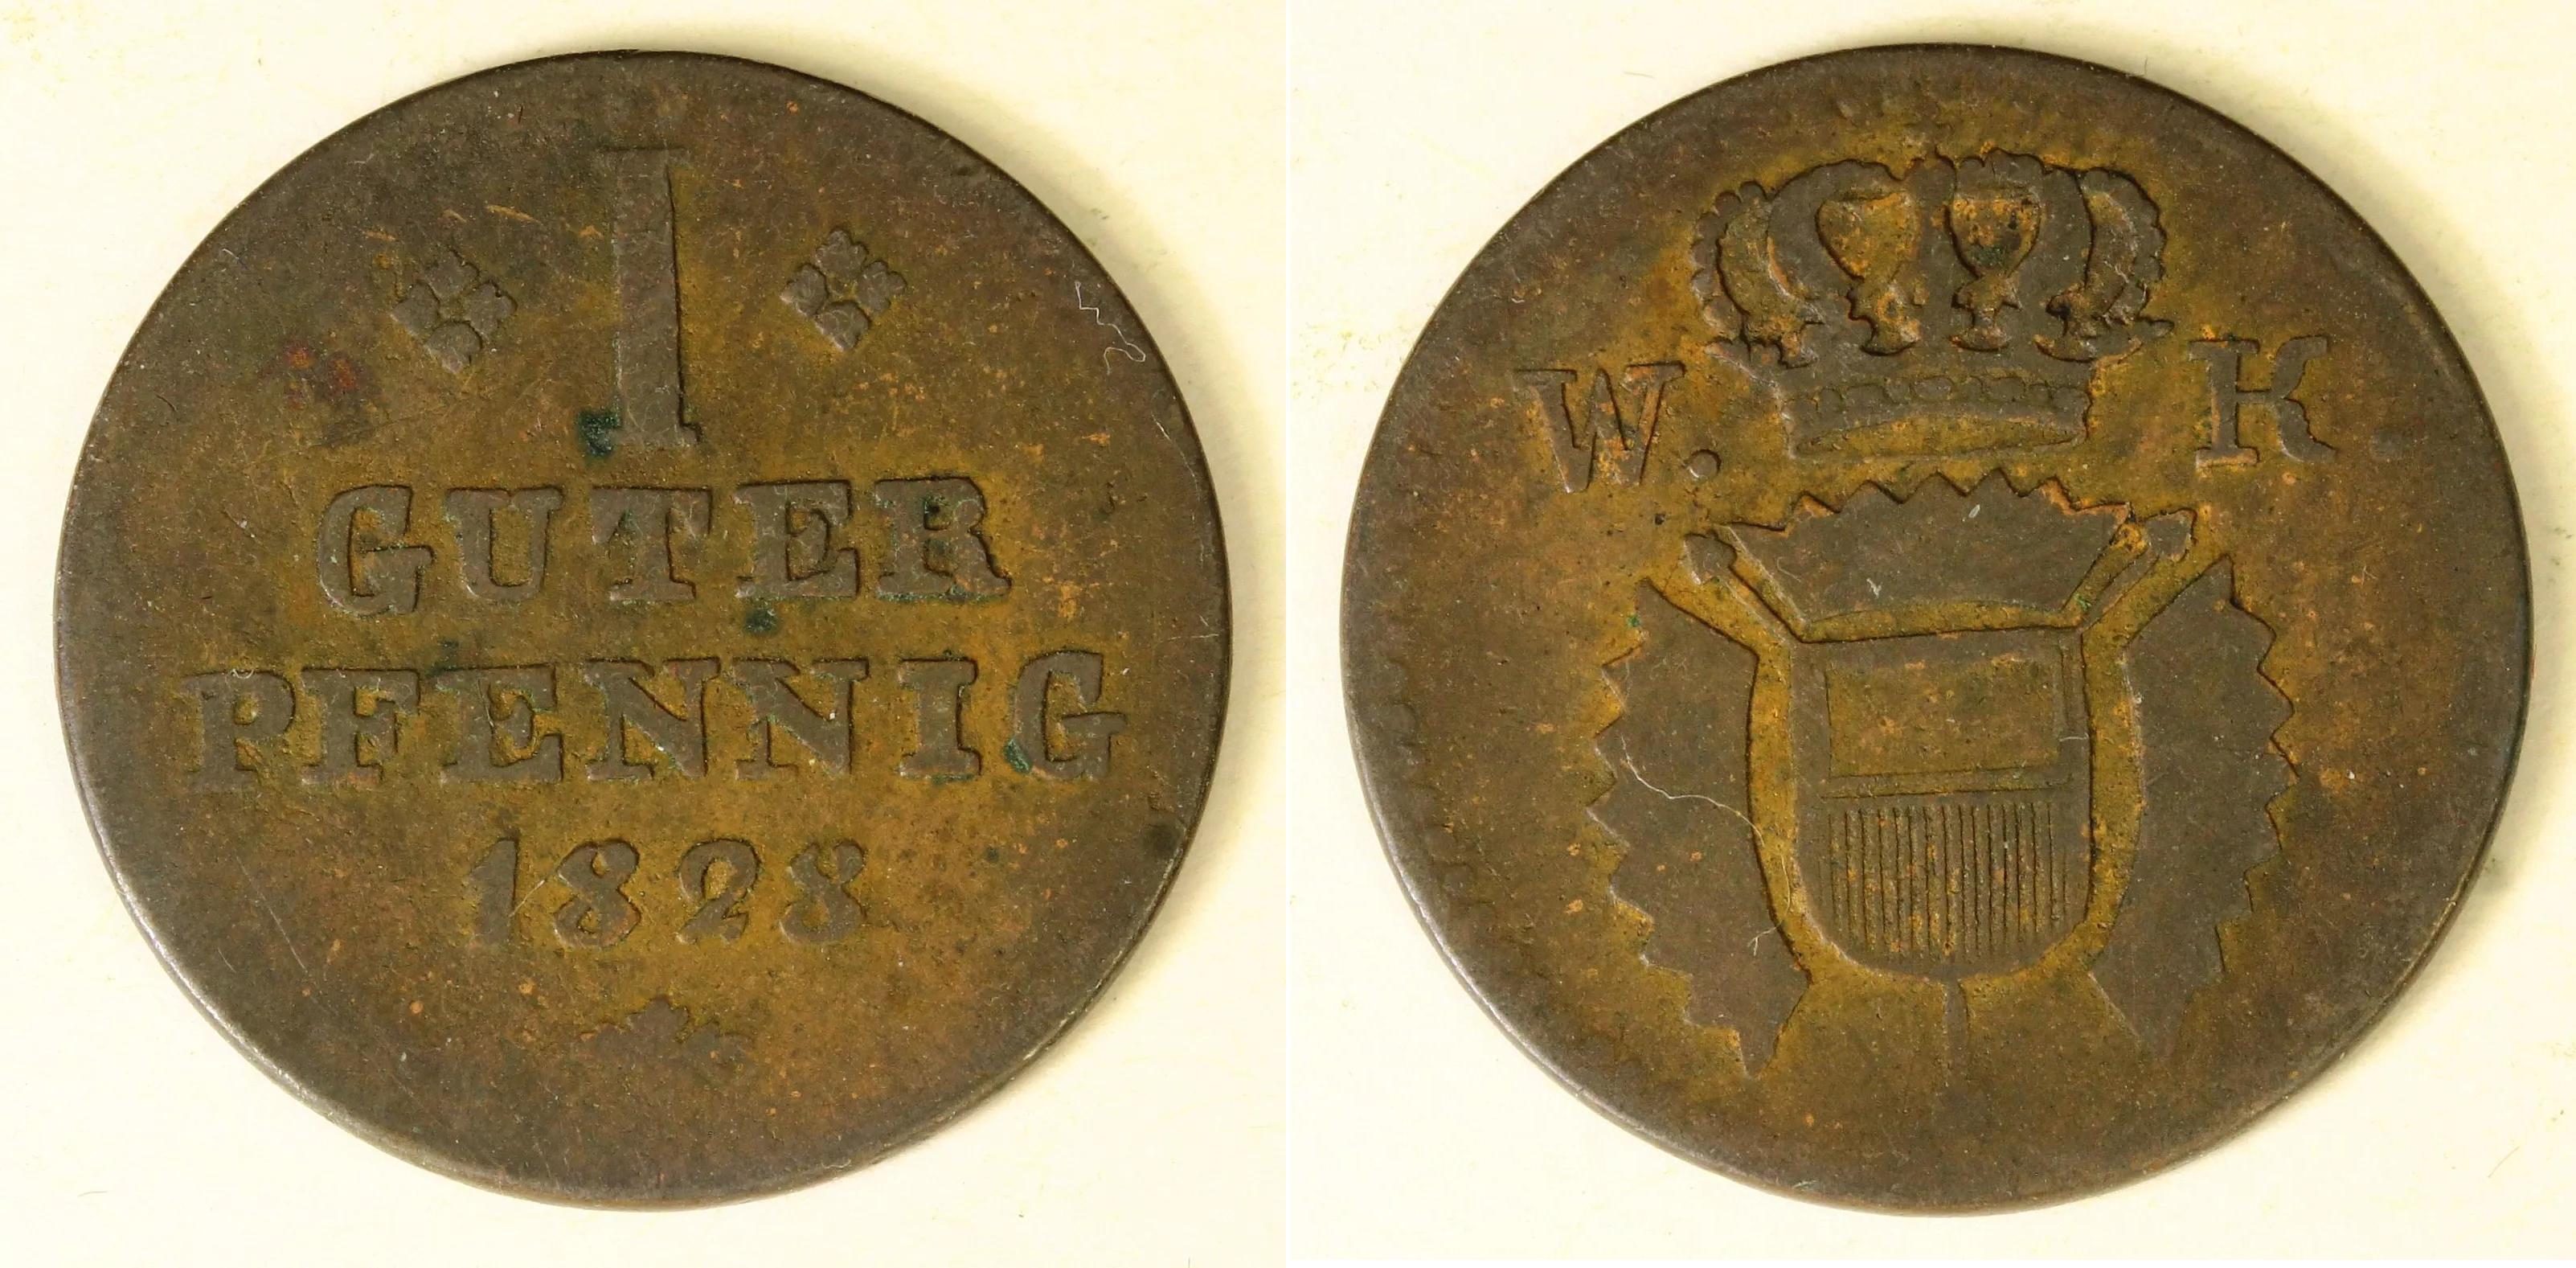 1
GUTER
PFENNIG
1828
W. K.